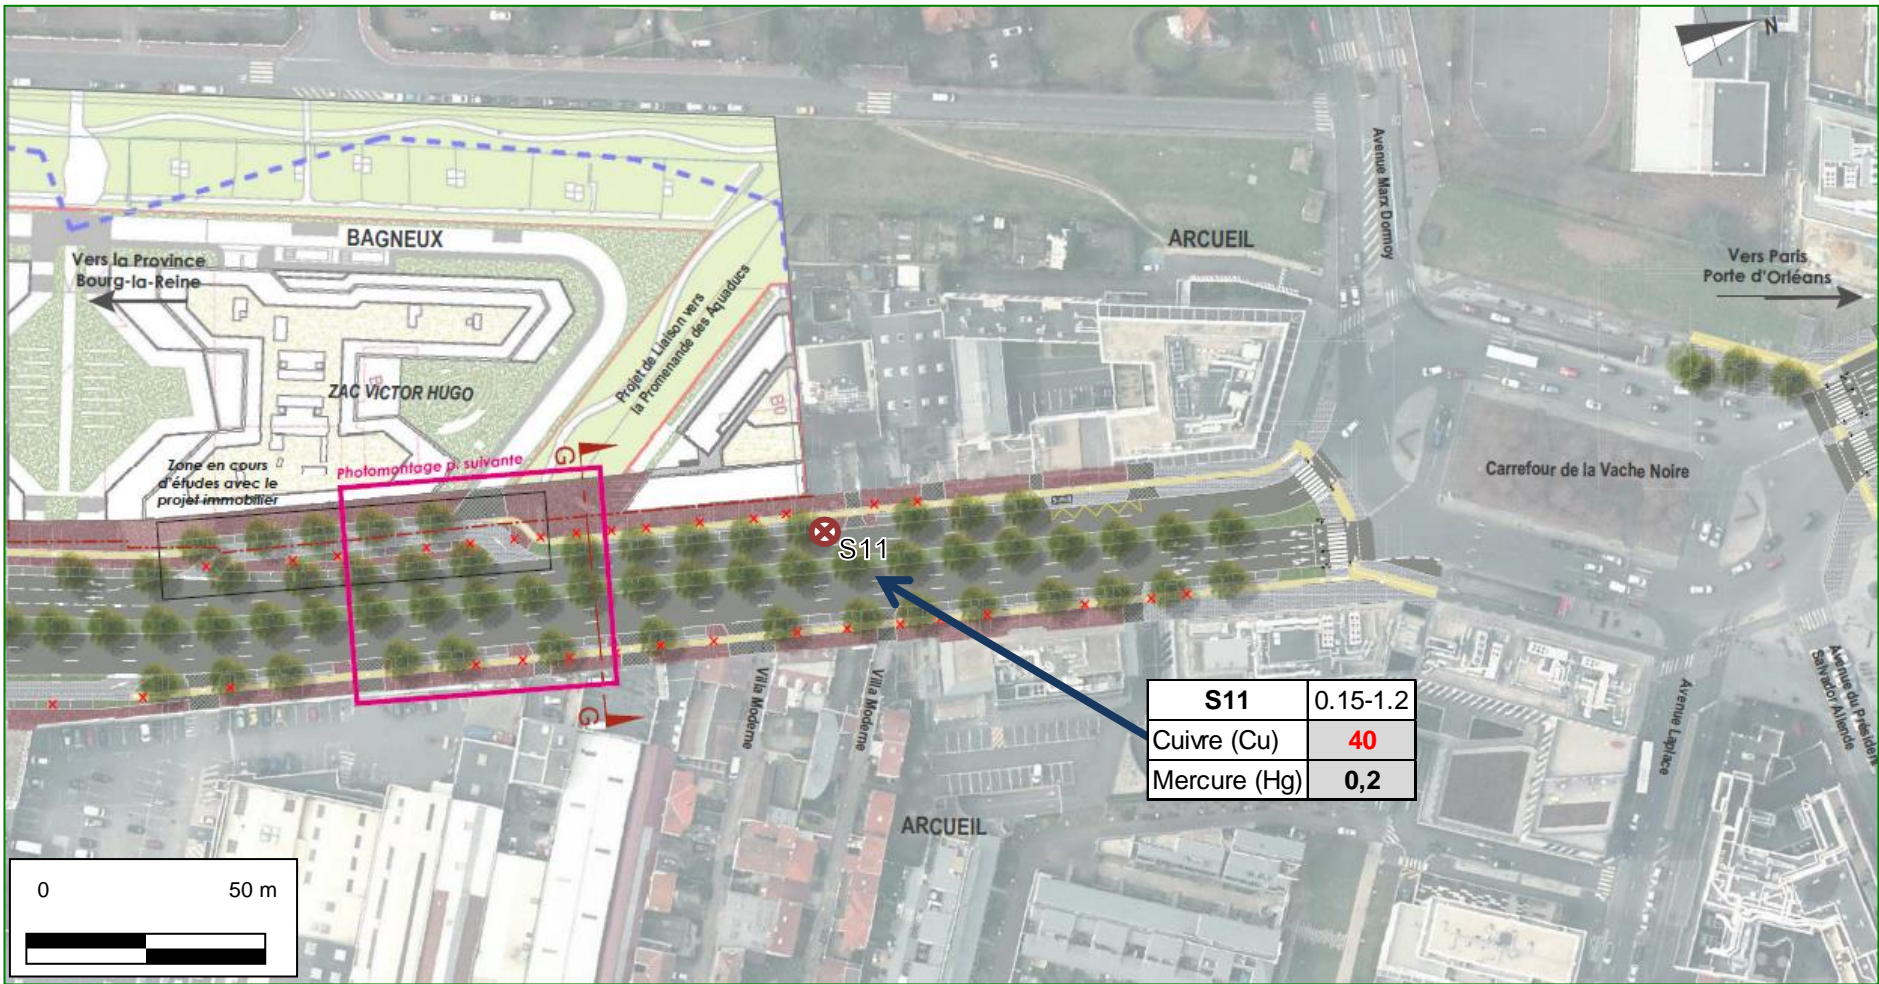 N
Avenue Marx Dormoy
BAGNEUX
ARCUEIL
Vers la Province
Bourg-la-Reine
Vers Paris
Porte d'Orléans
Projet de Liaison vers
la Promenande des Aquaducs
ZAC VICTOR HUGO
B0
Zone en cours
d'études avec le
projet immobilier
Photomontage p. suivante
G
Carrefour de la Vache Noire
S11
G
Villa Moderne
Villa Moderne
Avenue Laplace
Avenue du Président
Salvador Allende
S11 0.15-1.2
Cuivre (Cu) 40
Mercure (Hg) 0,2
ARCUEIL
0 50 m